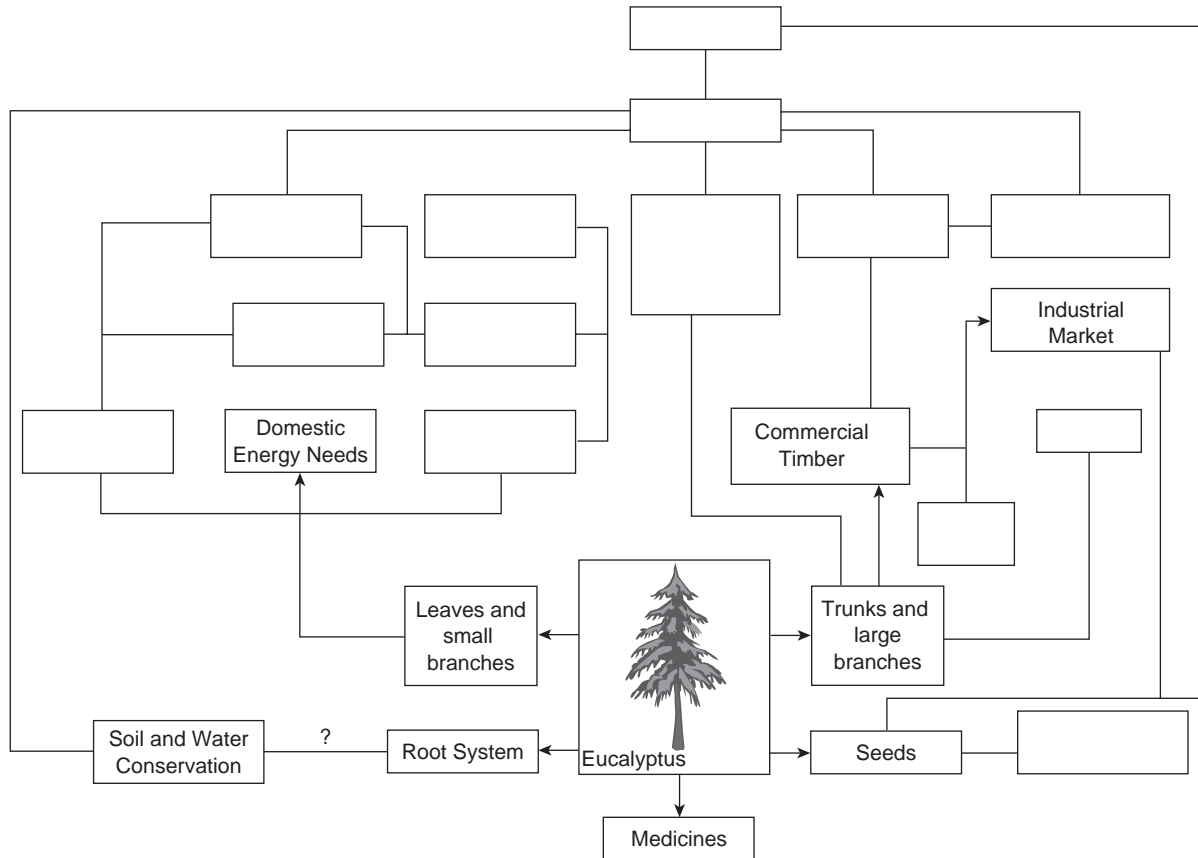 Industrial
Market
Domestic
Energy Needs
Commercial
Timber
Leaves and
small
branches
Trunks and
large
branches
Soil and Water
Conservation
?
Root System
Eucalyptus
Seeds
Medicines